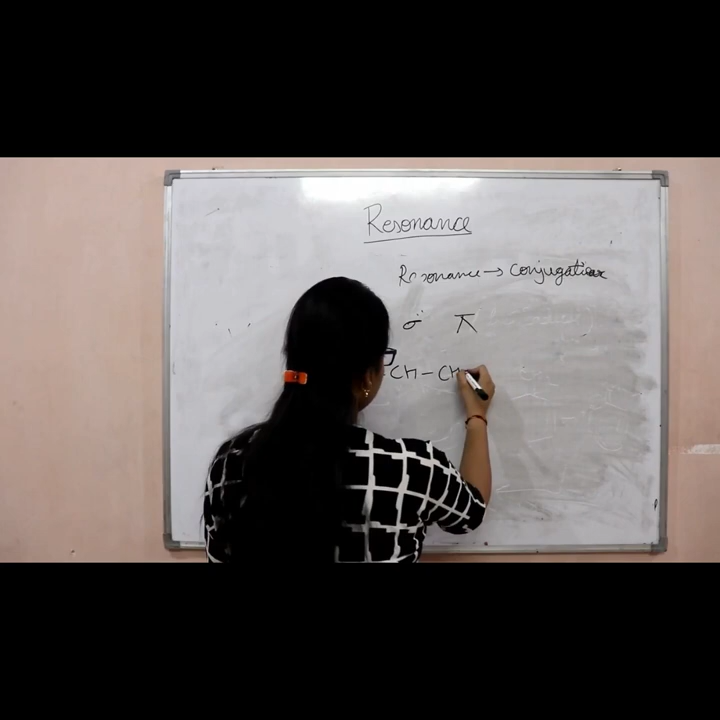 Resonance
Resonance → Conjugation
σ π
CH - CH